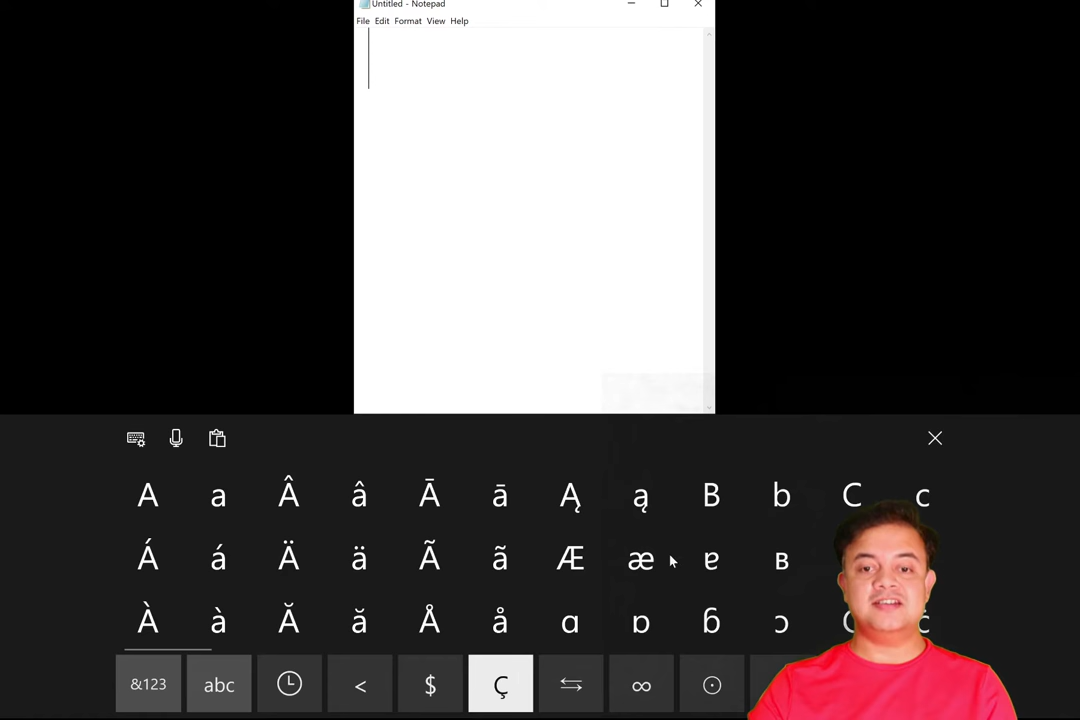 Untitled - Notepad
File Edit Format View Help
A a Â â Ā ā Ą ą B b C c
Á á Ä ä Ã ã Æ æ ɐ ʙ
À à Ă ă Å å ɑ ɒ ɓ ɔ
&123 abc < $ Ç ⇆ ∞ ⊙